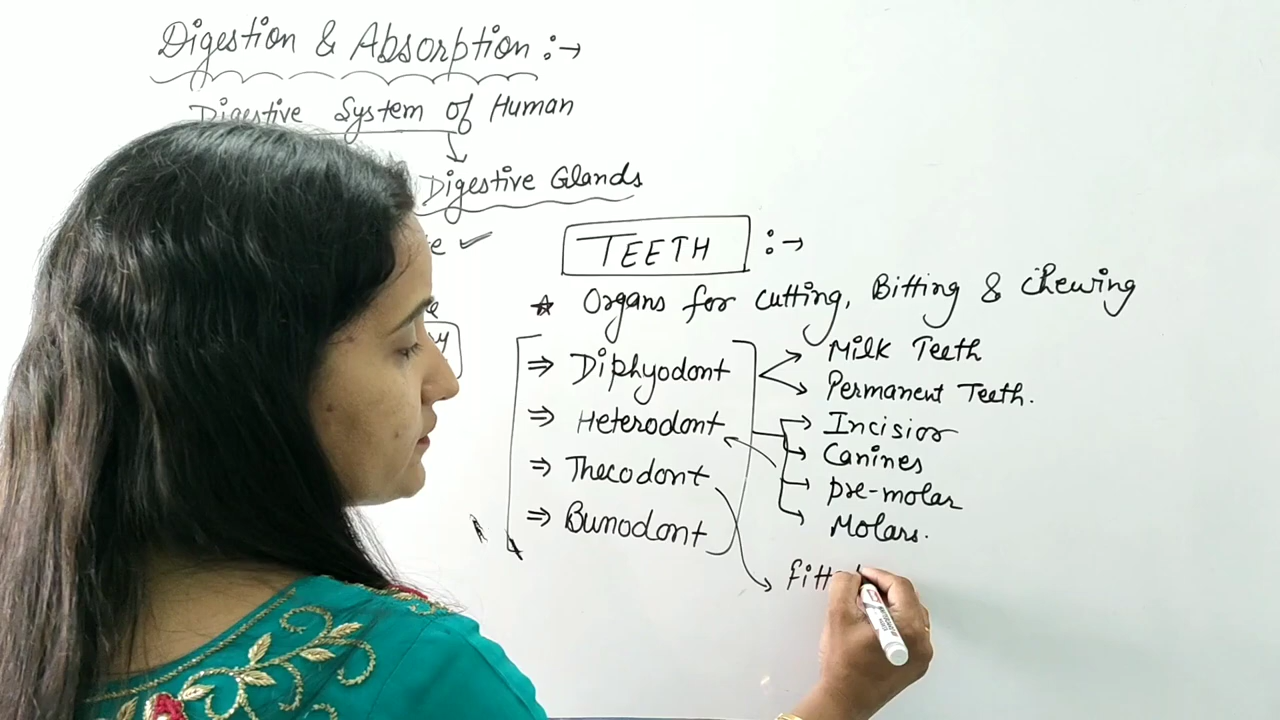 Digestion & Absorption :→
Digestive System of Human
Digestive Glands
TEETH :→
★ Organs for Cutting, Bitting & Chewing
⇒ Diphyodont
Milk Teeth
Permanent Teeth.
⇒ Heterodont
Incisior
Canines
Pre-molar
Molars.
⇒ Thecodont
⇒ Bunodont